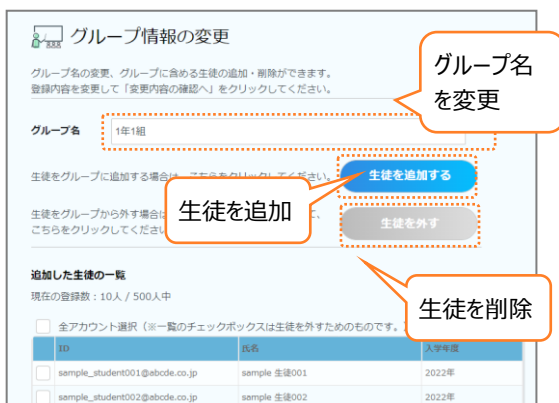 グループ情報の変更
グループ名の変更、グループに含める生徒の追加・削除ができます。
登録内容を変更して「変更内容の確認へ」をクリックしてください。
グループ名
を変更
グループ名
1年1組
生徒をグループに追加する場合は、こちらをクリックしてください。
生徒を追加する
生徒を追加
生徒をグループから外す場合は
て、
こちらをクリックしてくださ
生徒を外す
生徒を削除
追加した生徒の一覧
現在の登録数：10人 / 500人中
全アカウント選択（※一覧のチェックボックスは生徒を外すためのものです。）
ID 氏名 入学年度
sample_student001@abcde.co.jp sample 生徒001 2022年
sample_student002@abcde.co.jp sample 生徒002 2022年